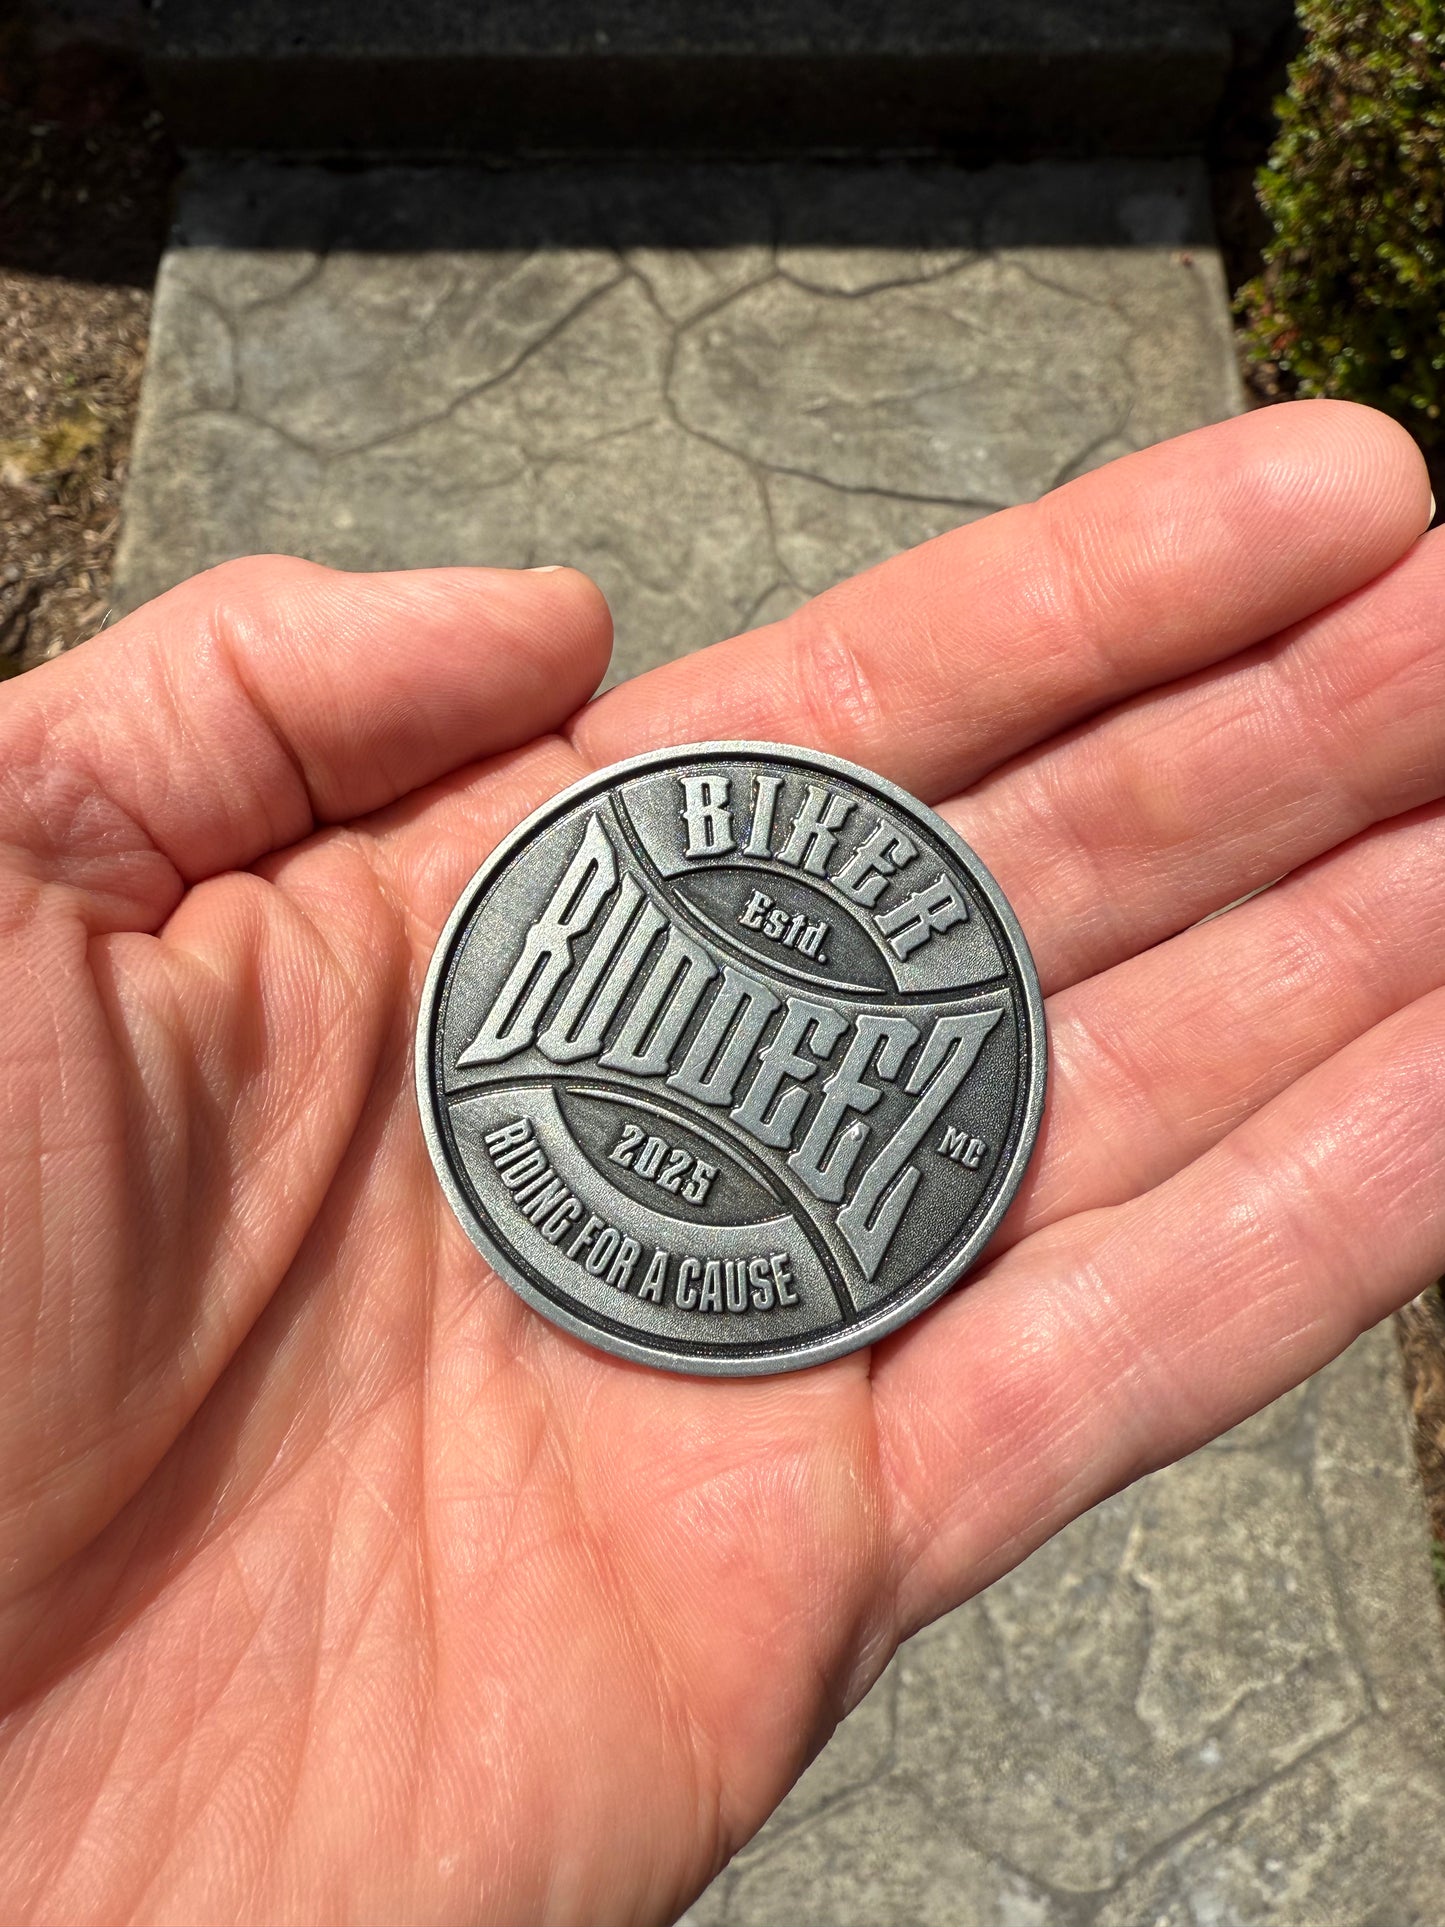 BIKER
Estd.
BUDDEEZ
MC
2025
RIDING FOR A CAUSE